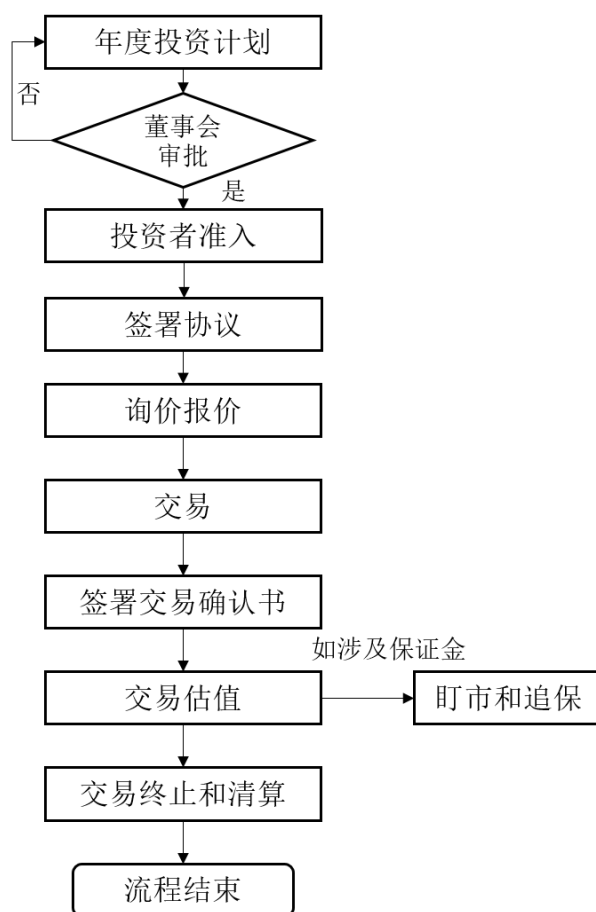 年度投资计划
否
董事会
审批
是
投资者准入
签署协议
询价报价
交易
签署交易确认书
如涉及保证金
交易估值
盯市和追保
交易终止和清算
流程结束